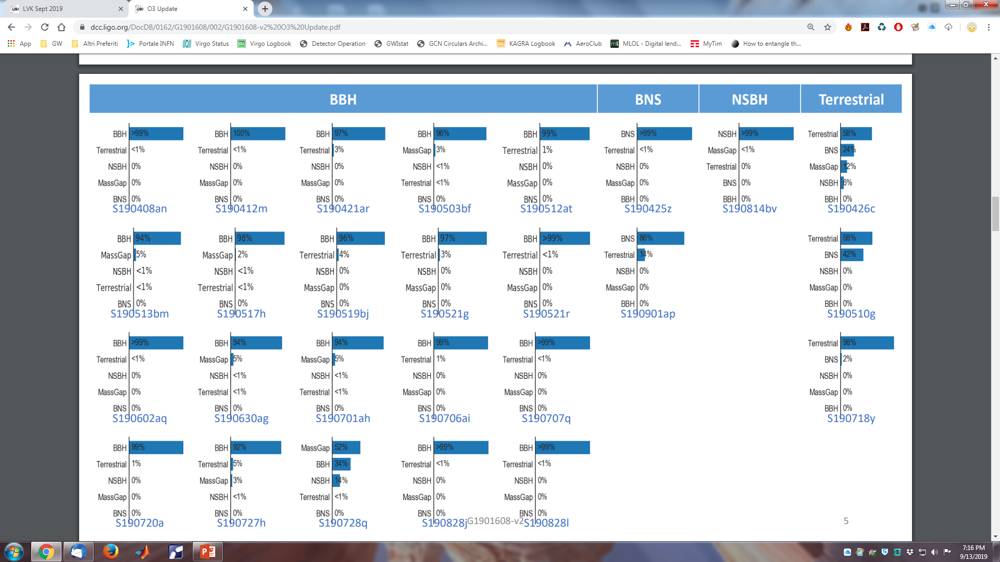 LVK Sept 2019
O3 Update
dcc.ligo.org/DocDB/0162/G1901608/002/G1901608-v2%20O3%20Update.pdf
App GW Altri Preferiti Portale INFN Virgo Status Virgo Logbook Detector Operation GWIstat GCN Circulars Archi... KAGRA Logbook AeroClub MLOL - Digital lend... MyTim How to entangle th...
BBH BNS NSBH Terrestrial
BBH >99%
Terrestrial <1%
NSBH 0%
MassGap 0%
BNS 0%
S190408an
BBH 100%
Terrestrial <1%
NSBH 0%
MassGap 0%
BNS 0%
S190412m
BBH 97%
Terrestrial 3%
NSBH 0%
MassGap 0%
BNS 0%
S190421ar
BBH 96%
MassGap 3%
NSBH <1%
Terrestrial <1%
BNS 0%
S190503bf
BBH 99%
Terrestrial 1%
NSBH 0%
MassGap 0%
BNS 0%
S190512at
BNS >99%
Terrestrial <1%
NSBH 0%
MassGap 0%
BBH 0%
S190425z
NSBH >99%
MassGap <1%
Terrestrial 0%
BNS 0%
BBH 0%
S190814bv
Terrestrial 58%
BNS 24%
MassGap 12%
NSBH 6%
BBH 0%
S190426c
BBH 94%
MassGap 5%
NSBH <1%
Terrestrial <1%
BNS 0%
S190513bm
BBH 98%
MassGap 2%
NSBH <1%
Terrestrial <1%
BNS 0%
S190517h
BBH 96%
Terrestrial 4%
NSBH 0%
MassGap 0%
BNS 0%
S190519bj
BBH 97%
Terrestrial 3%
NSBH 0%
MassGap 0%
BNS 0%
S190521g
BBH >99%
Terrestrial <1%
NSBH 0%
MassGap 0%
BNS 0%
S190521r
BNS 86%
Terrestrial 14%
NSBH 0%
MassGap 0%
BBH 0%
S190901ap
Terrestrial 58%
BNS 42%
NSBH 0%
MassGap 0%
BBH 0%
S190510g
BBH >99%
Terrestrial <1%
NSBH 0%
MassGap 0%
BNS 0%
S190602aq
BBH 94%
MassGap 5%
NSBH <1%
Terrestrial <1%
BNS 0%
S190630ag
BBH 94%
MassGap 5%
NSBH <1%
Terrestrial <1%
BNS 0%
S190701ah
BBH 99%
Terrestrial 1%
NSBH 0%
MassGap 0%
BNS 0%
S190706ai
BBH >99%
Terrestrial <1%
NSBH 0%
MassGap 0%
BNS 0%
S190707q
Terrestrial 98%
BNS 2%
NSBH 0%
MassGap 0%
BBH 0%
S190718y
BBH 99%
Terrestrial 1%
NSBH 0%
MassGap 0%
BNS 0%
S190720a
BBH 92%
Terrestrial 5%
MassGap 3%
NSBH <1%
BNS 0%
S190727h
MassGap 52%
BBH 34%
NSBH 14%
Terrestrial <1%
BNS 0%
S190728q
BBH >99%
Terrestrial <1%
NSBH 0%
MassGap 0%
BNS 0%
S190828j
BBH >99%
Terrestrial <1%
NSBH 0%
MassGap 0%
BNS 0%
S190828l
G1901608-v2
5
7:16 PM
9/13/2019